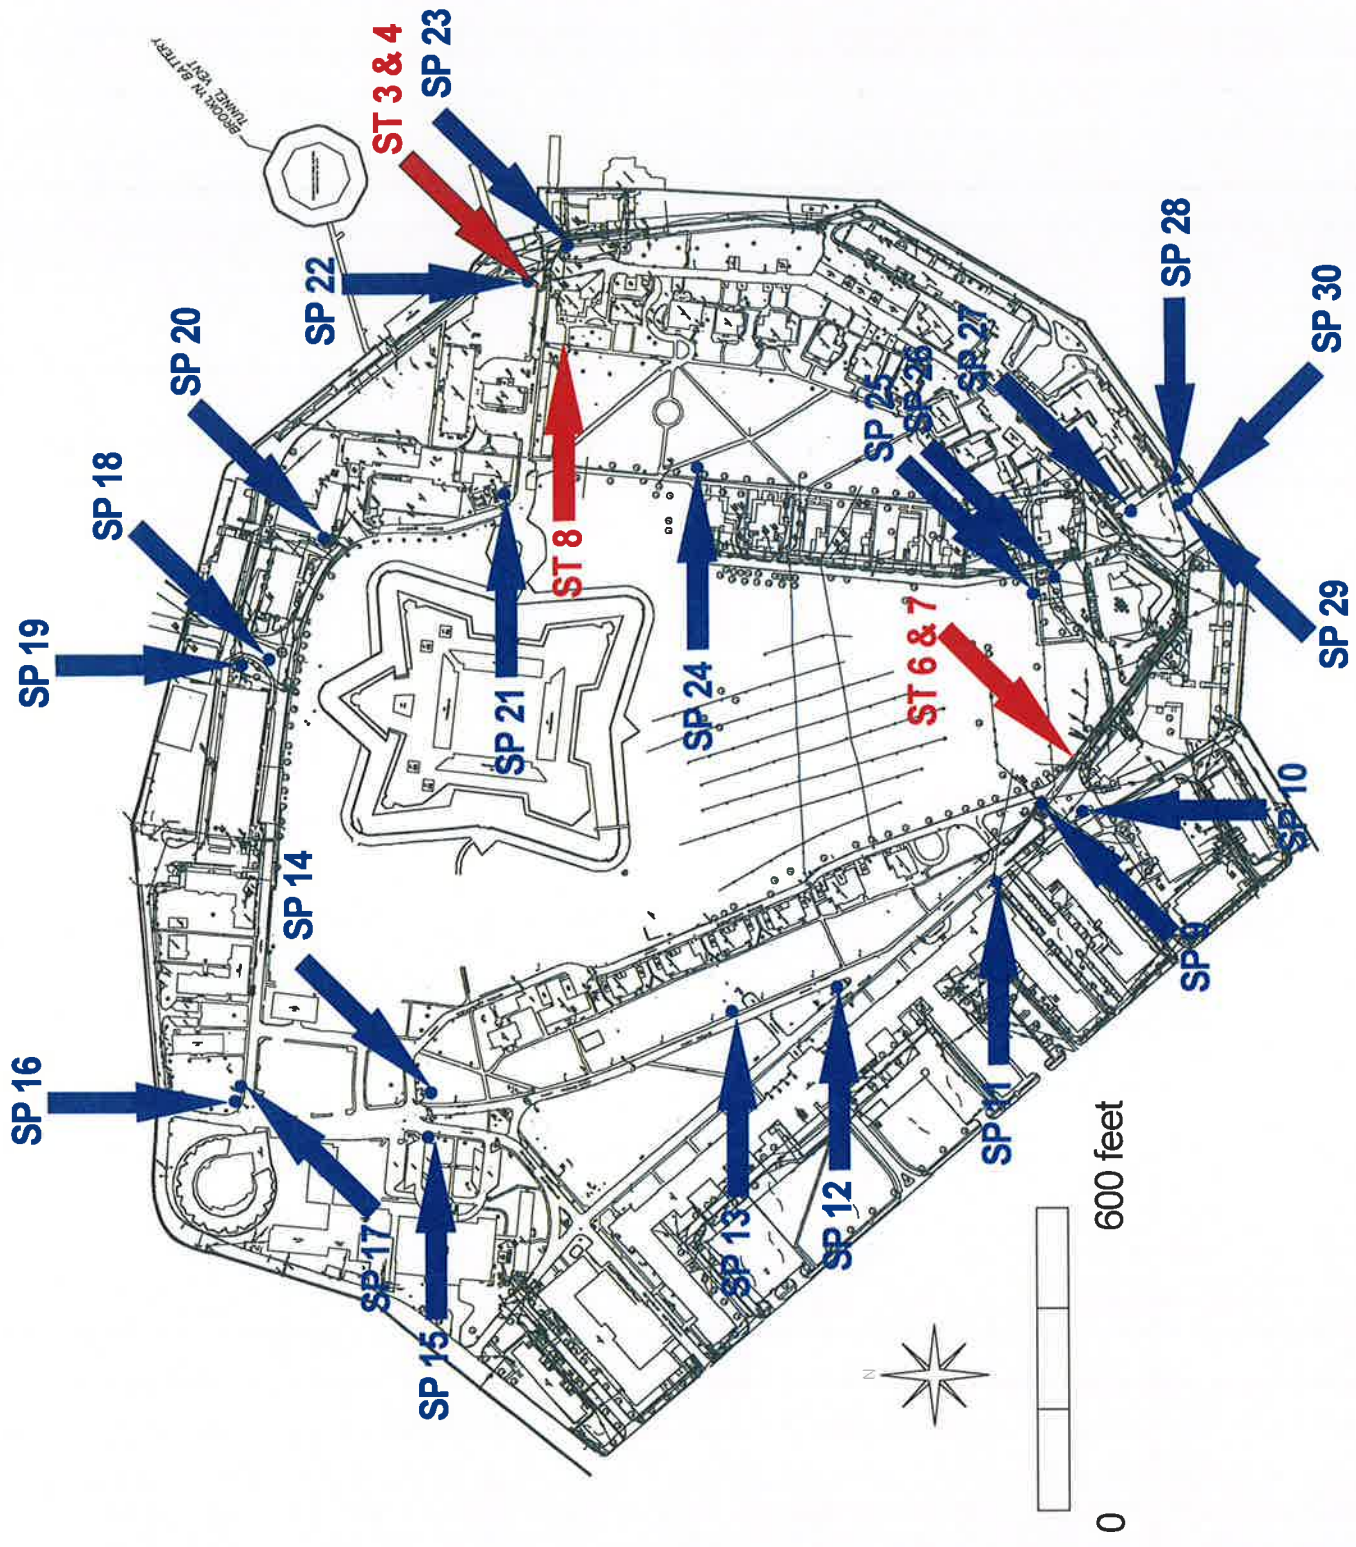 BROOKLYN BATTERY
TUNNEL VENT
ST 3 & 4
SP 23
SP 22
SP 20
SP 18
SP 19
SP 28
SP 30
SP 27
SP 26
SP 25
ST 8
SP 21
SP 24
ST 6 & 7
SP 29
SP 10
SP 9
SP 14
SP 16
SP 11
SP 12
SP 13
SP 17
SP 15
N
0
600 feet